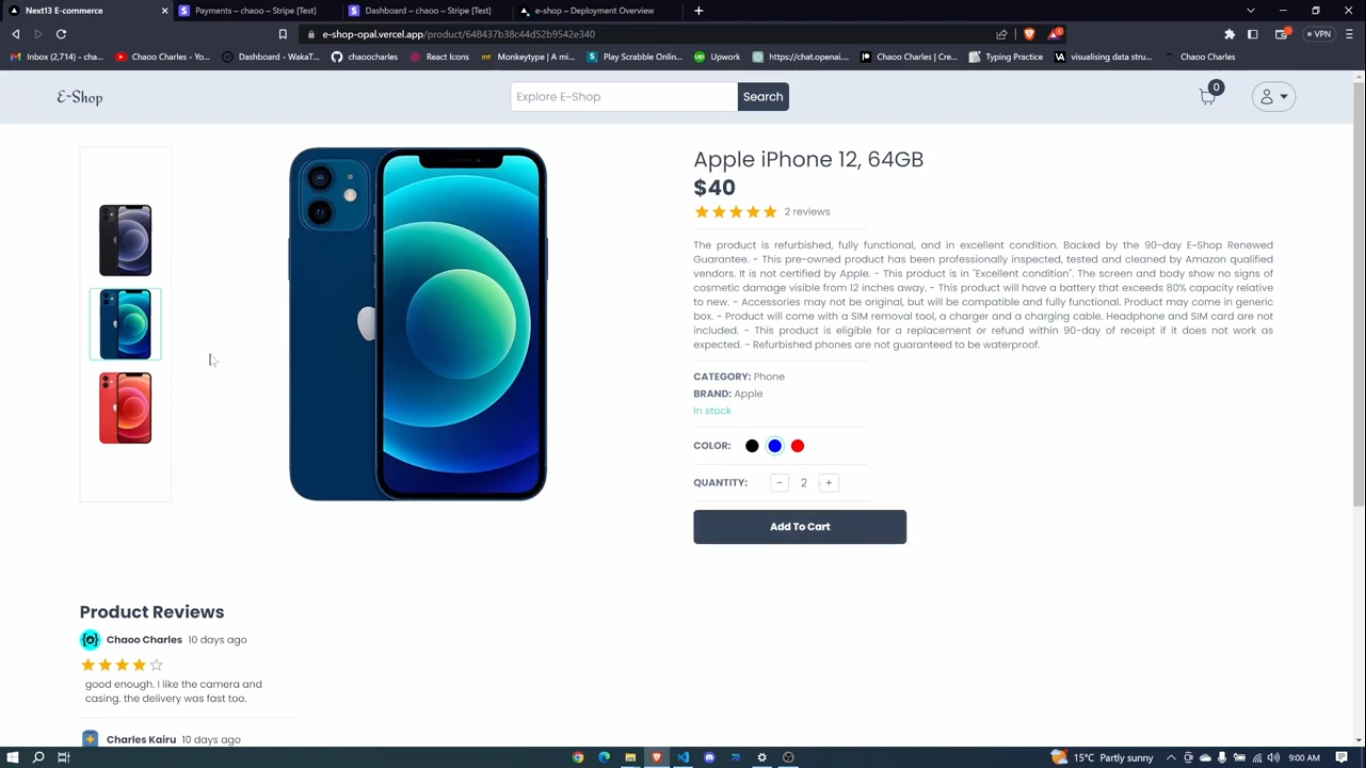 Next13 E-commerce
Payments – chaoo – Stripe [Test]
Dashboard – chaoo – Stripe [Test]
e-shop – Deployment Overview
e-shop-opal.vercel.app/product/648437b38c44d52b9542e340
VPN
Inbox (2,714) - cha...
Chaoo Charles - Yo...
Dashboard - WakaT...
chaoocharles
React Icons
Monkeytype | A mi...
Play Scrabble Onlin...
Upwork
https://chat.openai....
Chaoo Charles | Cre...
Typing Practice
visualising data stru...
Chaoo Charles
E-Shop
Explore E-Shop
Search
0
Apple iPhone 12, 64GB
$40
2 reviews
The product is refurbished, fully functional, and in excellent condition. Backed by the 90-day E-Shop Renewed
Guarantee. - This pre-owned product has been professionally inspected, tested and cleaned by Amazon qualified
vendors. It is not certified by Apple. - This product is in "Excellent condition". The screen and body show no signs of
cosmetic damage visible from 12 inches away. - This product will have a battery that exceeds 80% capacity relative
to new. - Accessories may not be original, but will be compatible and fully functional. Product may come in generic
box. - Product will come with a SIM removal tool, a charger and a charging cable. Headphone and SIM card are not
included. - This product is eligible for a replacement or refund within 90-day of receipt if it does not work as
expected. - Refurbished phones are not guaranteed to be waterproof.
CATEGORY: Phone
BRAND: Apple
In stock
COLOR:
QUANTITY: - 2 +
Add To Cart
Product Reviews
Chaoo Charles 10 days ago
good enough. I like the camera and
casing. the delivery was fast too.
Charles Kairu 10 days ago
15°C Partly sunny
9:00 AM